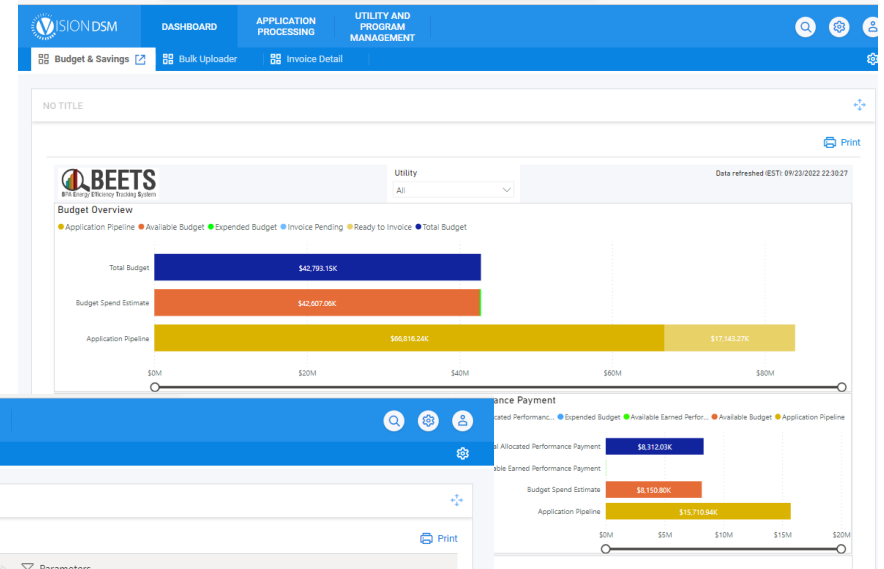 VISIONDSM
DASHBOARD
APPLICATION
PROCESSING
UTILITY AND
PROGRAM
MANAGEMENT
Budget & Savings
Bulk Uploader
Invoice Detail
NO TITLE
Print
BEETS
BPA Energy Efficiency Tracking System
Utility
All
Data refreshed (EST): 09/23/2022 22:30:27
Budget Overview
Application Pipeline Available Budget Expended Budget Invoice Pending Ready to Invoice Total Budget
Total Budget $42,793.15K
Budget Spend Estimate $42,607.06K
Application Pipeline $66,816.24K $17,143.27K
$0M $20M $40M $60M $80M
ance Payment
cated Performanc... Expended Budget Available Earned Perfor... Available Budget Application Pipeline
al Allocated Performance Payment $8,312.03K
able Earned Performance Payment
Budget Spend Estimate $8,150.80K
Application Pipeline $15,710.94K
$0M $5M $10M $15M $20M
Print
Parameters